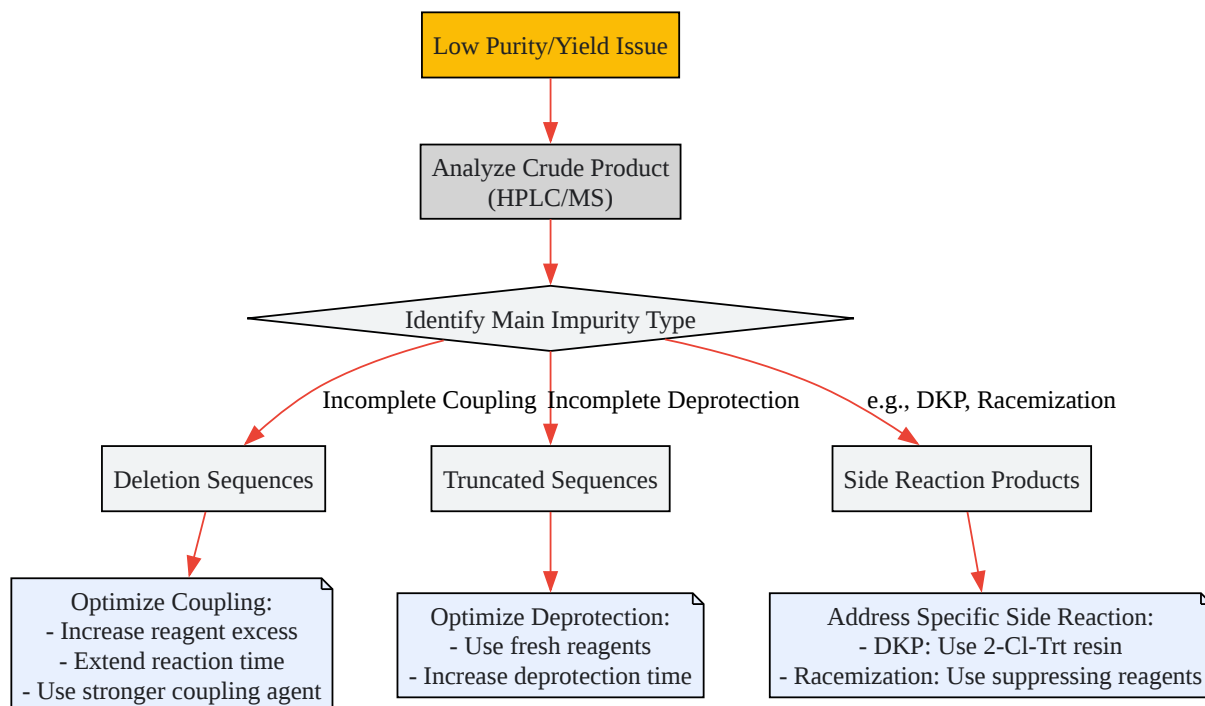 Low Purity/Yield Issue
Analyze Crude Product
(HPLC/MS)
Identify Main Impurity Type
Incomplete Coupling
Incomplete Deprotection
e.g., DKP, Racemization
Deletion Sequences
Truncated Sequences
Side Reaction Products
Optimize Coupling:
- Increase reagent excess
- Extend reaction time
- Use stronger coupling agent
Optimize Deprotection:
- Use fresh reagents
- Increase deprotection time
Address Specific Side Reaction:
- DKP: Use 2-Cl-Trt resin
- Racemization: Use suppressing reagents